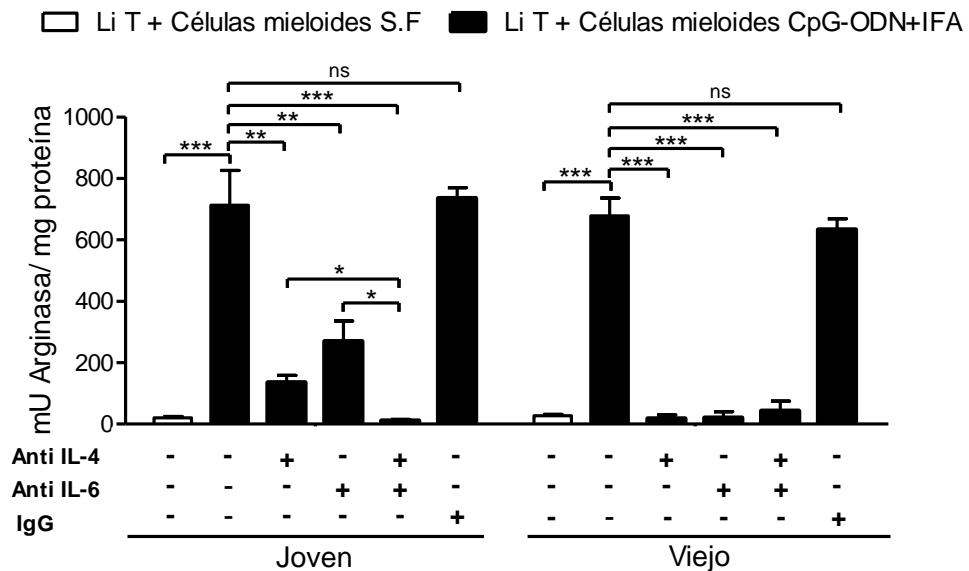 Li T + Células mieloides S.F Li T + Células mieloides CpG-ODN+IFA
ns
***
**
**
***
*
*
ns
***
***
***
***
mU Arginasa/ mg proteína
1000
800
600
400
200
0
Anti IL-4 - - + - + - - - + - + -
Anti IL-6 - - - + + - - - - + + -
IgG - - - - - + - - - - - +
Joven Viejo